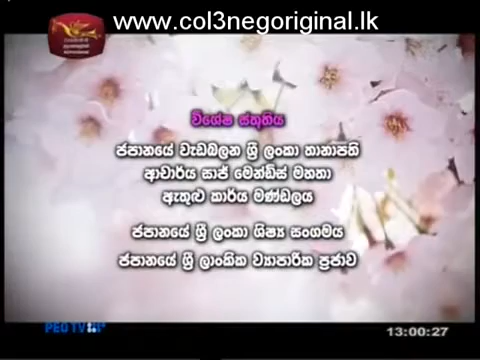 www.col3negoriginal.lk
විශේෂ ස්තුතිය
ජපානයේ වැඩබලන ශ්‍රී ලංකා තානාපති
ආචාර්ය සාජ් මෙන්ඩිස් මහතා
ඇතුළු කාර්ය මණ්ඩලය
ජපානයේ ශ්‍රී ලංකා ශිෂ්‍ය සංගමය
ජපානයේ ශ්‍රී ලාංකික ව්‍යාපාරික ප්‍රජාව
PEO TV
13:00:27